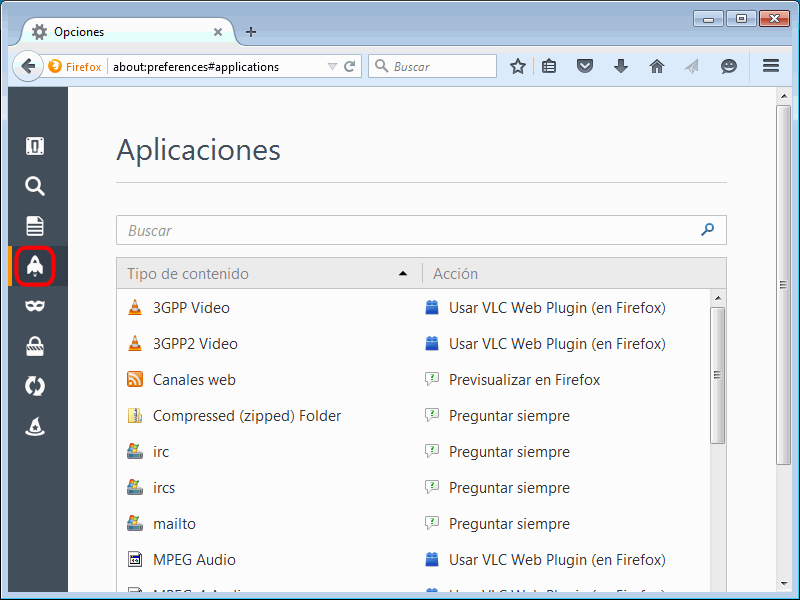 Opciones
Firefox about:preferences#applications Buscar
Aplicaciones
Buscar
Tipo de contenido Acción
3GPP Video Usar VLC Web Plugin (en Firefox)
3GPP2 Video Usar VLC Web Plugin (en Firefox)
Canales web Previsualizar en Firefox
Compressed (zipped) Folder Preguntar siempre
irc Preguntar siempre
ircs Preguntar siempre
mailto Preguntar siempre
MPEG Audio Usar VLC Web Plugin (en Firefox)